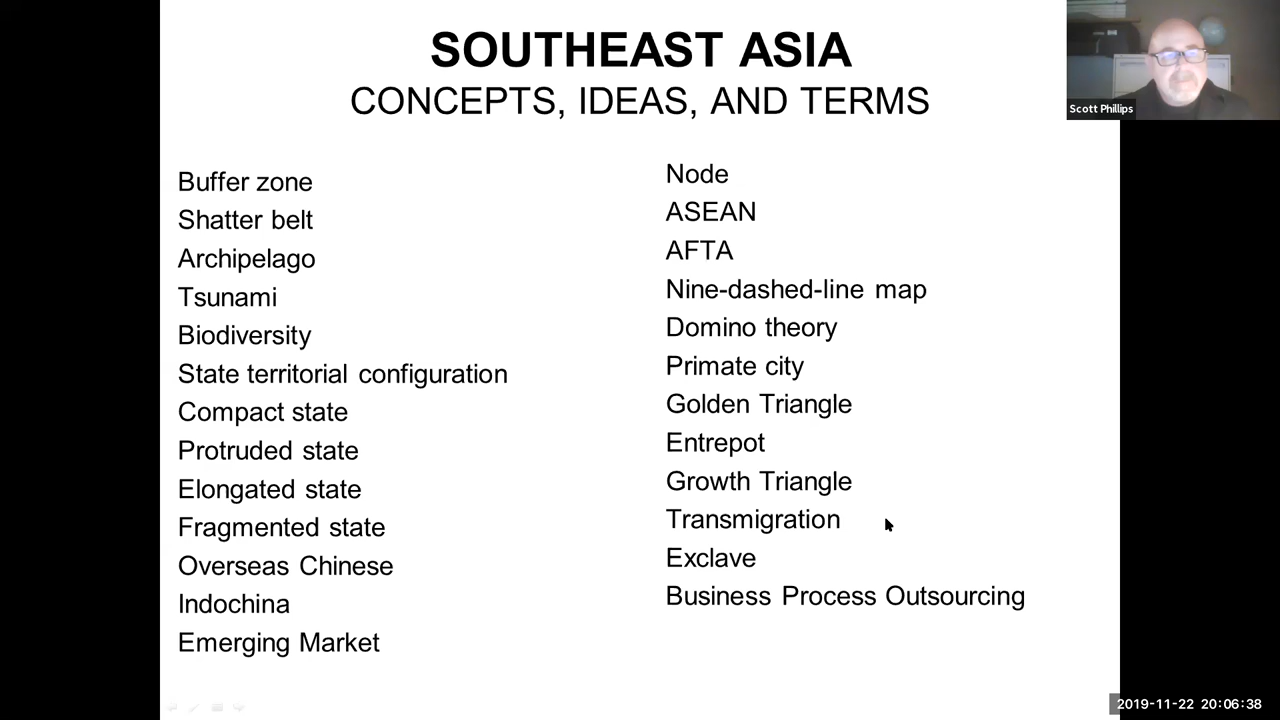 SOUTHEAST ASIA
CONCEPTS, IDEAS, AND TERMS
Buffer zone
Shatter belt
Archipelago
Tsunami
Biodiversity
State territorial configuration
Compact state
Protruded state
Elongated state
Fragmented state
Overseas Chinese
Indochina
Emerging Market
Node
ASEAN
AFTA
Nine-dashed-line map
Domino theory
Primate city
Golden Triangle
Entrepot
Growth Triangle
Transmigration
Exclave
Business Process Outsourcing
Scott Phillips
2019-11-22 20:06:38